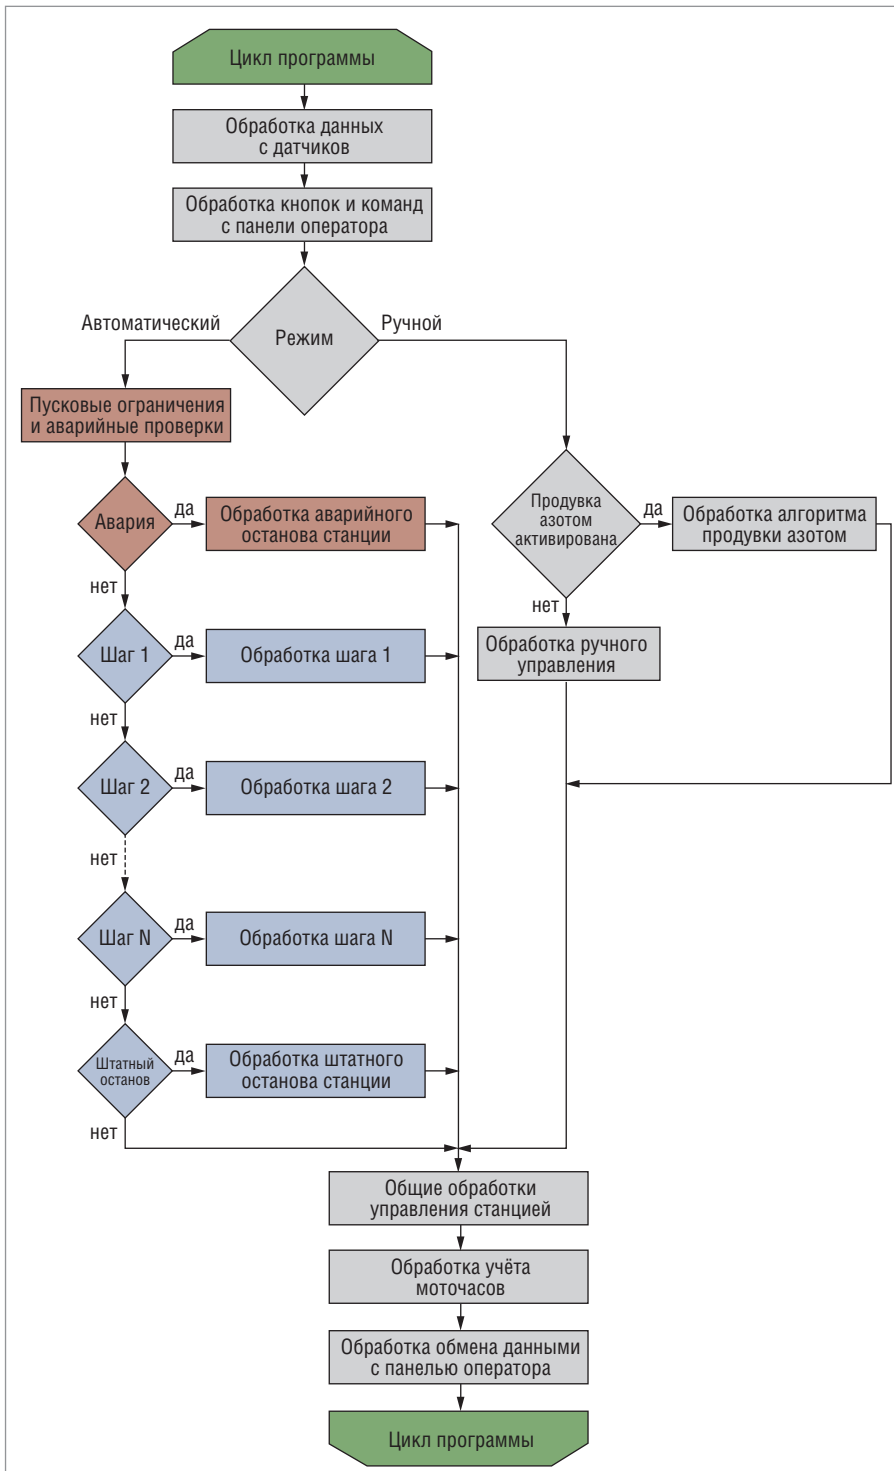 Цикл программы
Обработка данных
с датчиков
Обработка кнопок и команд
с панели оператора
Автоматический
Режим
Ручной
Пусковые ограничения
и аварийные проверки
Авария
да
Обработка аварийного
останова станции
Продувка
азотом
активирована
да
Обработка алгоритма
продувки азотом
нет
нет
Шаг 1
да
Обработка шага 1
Обработка ручного
управления
нет
Шаг 2
да
Обработка шага 2
нет
Шаг N
да
Обработка шага N
нет
Штатный
останов
да
Обработка штатного
останова станции
нет
Общие обработки
управления станцией
Обработка учёта
моточасов
Обработка обмена данными
с панелью оператора
Цикл программы